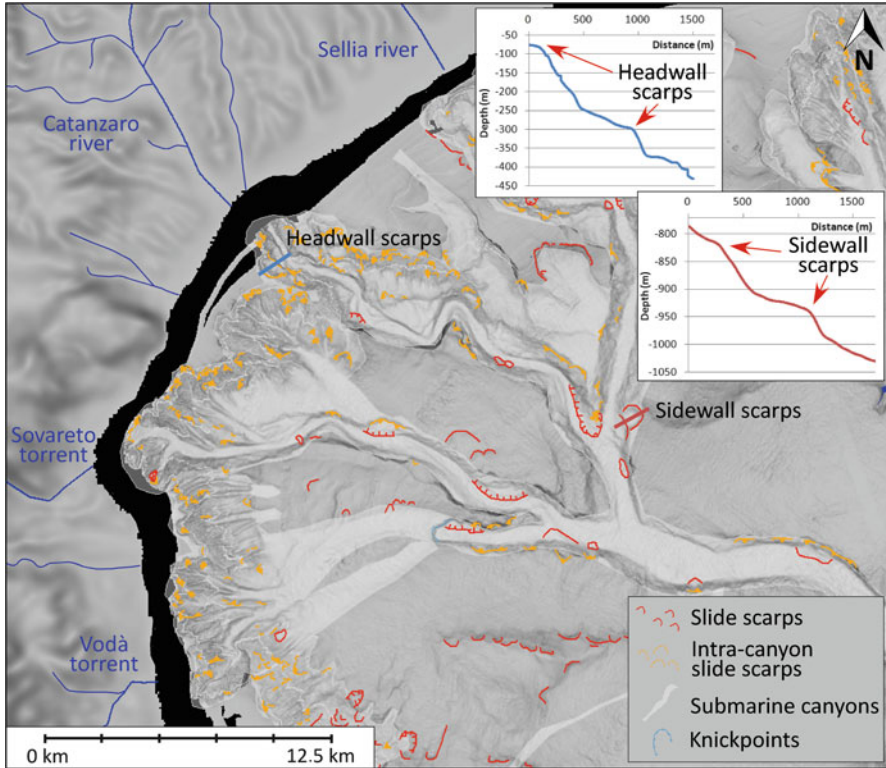 Sellia river
Catanzaro
river
Sovareto
torrent
Vodà
torrent
Headwall scarps
Sidewall scarps
0 500 1000 1500
Distance (m)
-50
-100
-150
-200
-250
-300
-350
-400
-450
Depth (m)
Headwall
scarps
N
0 500 1000 1500
Distance (m)
-800
-850
-900
-950
-1000
-1050
Depth (m)
Sidewall
scarps
Slide scarps
Intra-canyon
slide scarps
Submarine canyons
Knickpoints
0 km 12.5 km